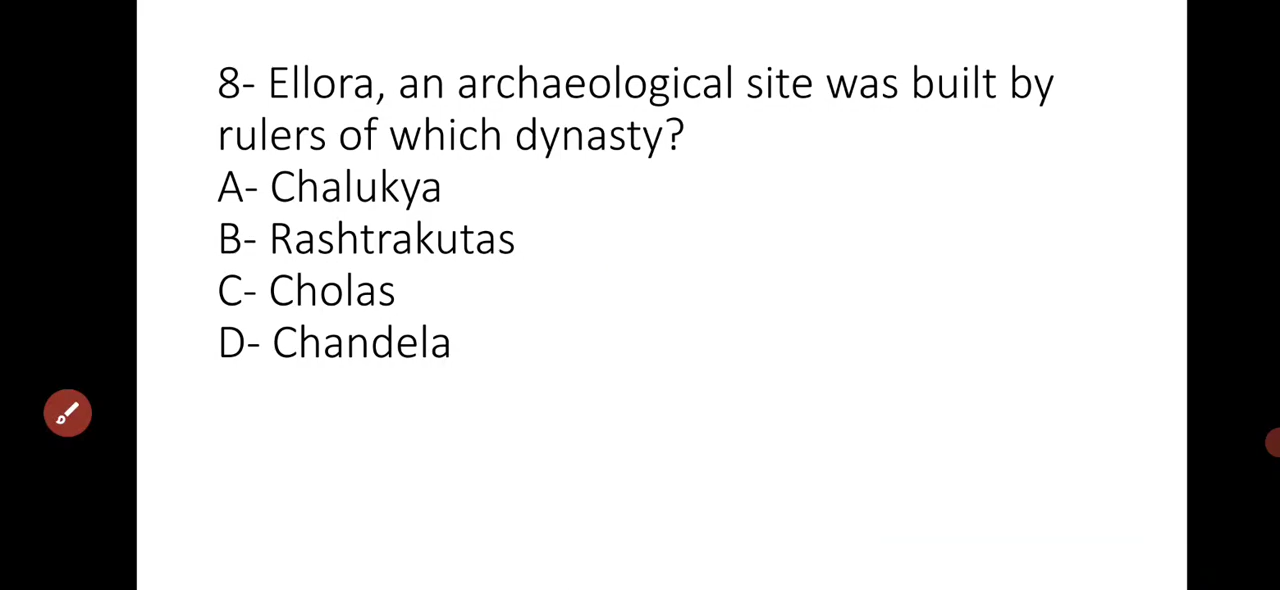 8- Ellora, an archaeological site was built by
rulers of which dynasty?
A- Chalukya
B- Rashtrakutas
C- Cholas
D- Chandela